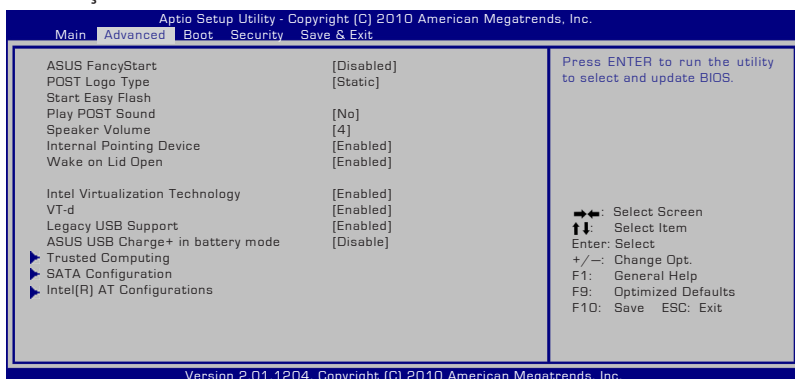 Aptio Setup Utility - Copyright (C) 2010 American Megatrends, Inc.
Main Advanced Boot Security Save & Exit
ASUS FancyStart [Disabled]
POST Logo Type [Static]
Start Easy Flash
Play POST Sound [No]
Speaker Volume [4]
Internal Pointing Device [Enabled]
Wake on Lid Open [Enabled]
Intel Virtualization Technology [Enabled]
VT-d [Enabled]
Legacy USB Support [Enabled]
ASUS USB Charge+ in battery mode [Disable]
Trusted Computing
SATA Configuration
Intel(R) AT Configurations
Press ENTER to run the utility
to select and update BIOS.
→←: Select Screen
↑↓: Select Item
Enter: Select
+/—: Change Opt.
F1: General Help
F9: Optimized Defaults
F10: Save ESC: Exit
Version 2.01.1204. Copyright (C) 2010 American Megatrends, Inc.